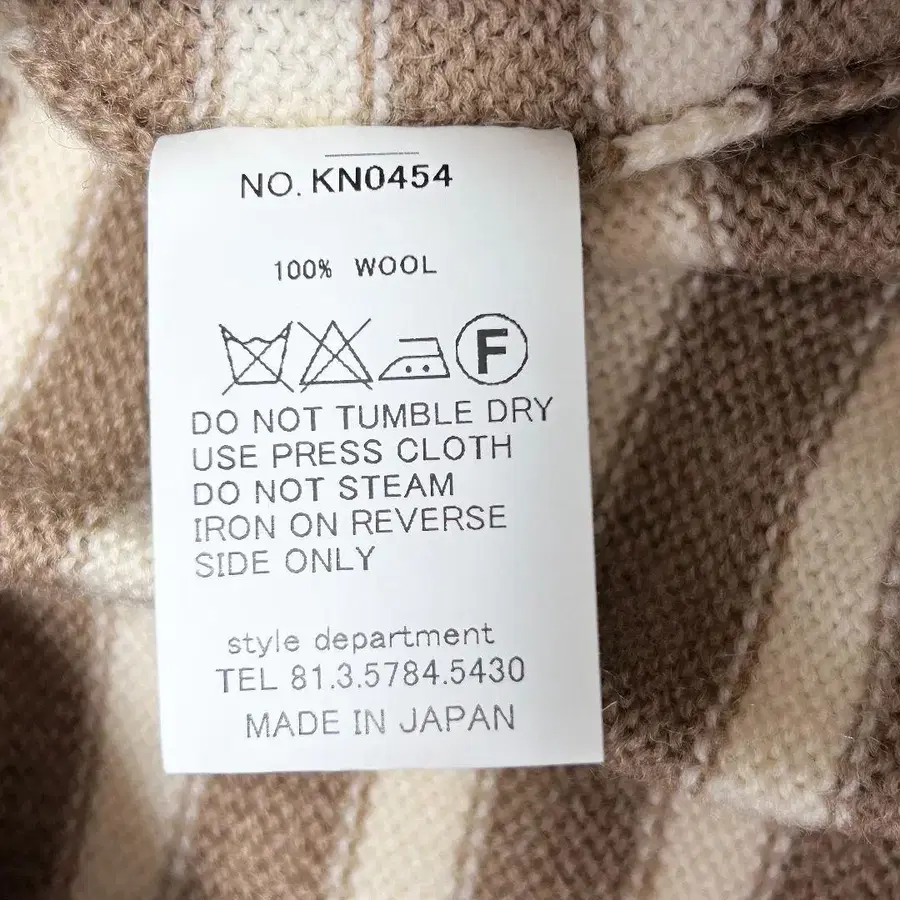 NO. KN0454
100% WOOL
F
DO NOT TUMBLE DRY
USE PRESS CLOTH
DO NOT STEAM
IRON ON REVERSE
SIDE ONLY
style department
TEL 81.3.5784.5430
MADE IN JAPAN